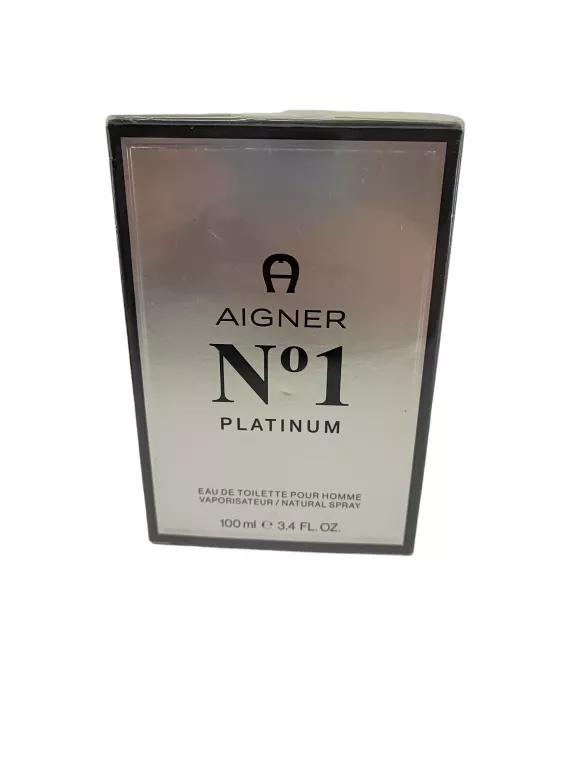 AIGNER
Nº1
PLATINUM
EAU DE TOILETTE POUR HOMME
VAPORISATEUR / NATURAL SPRAY
100 ml ℮ 3.4 FL. OZ.